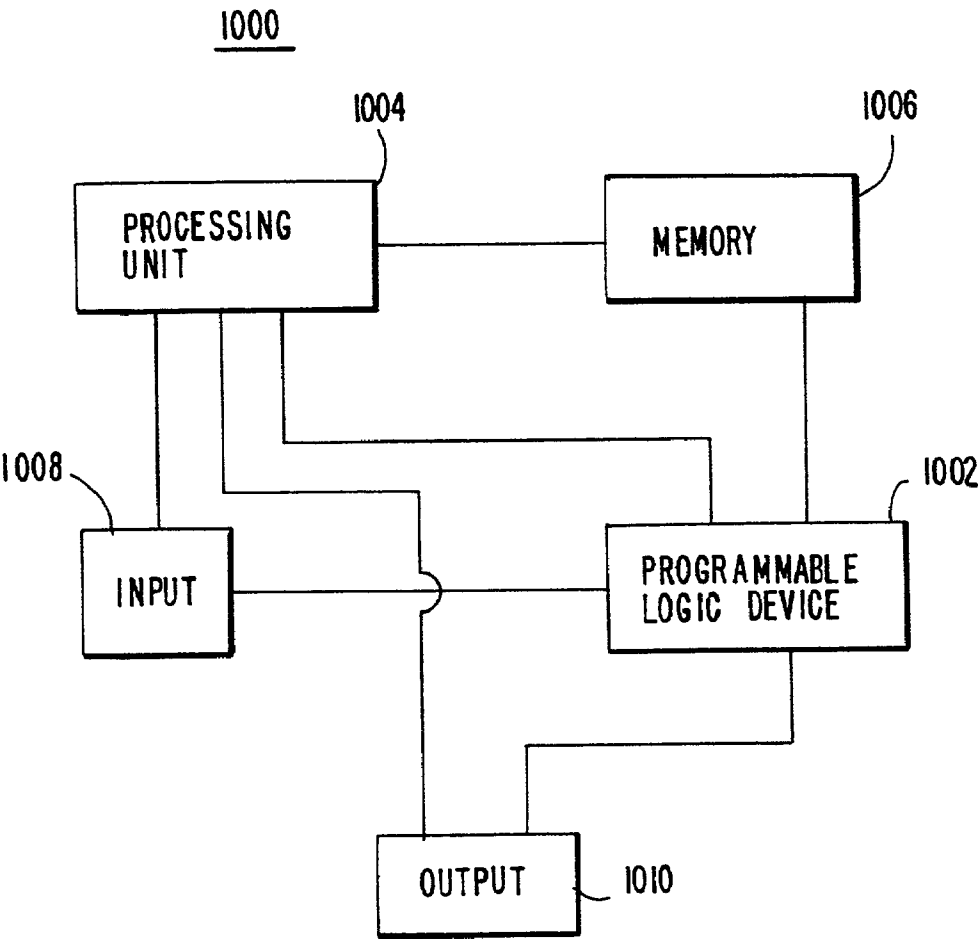 1000
1004
1006
PROCESSING
UNIT
MEMORY
1008
1002
INPUT
PROGRAMMABLE
LOGIC DEVICE
OUTPUT
1010